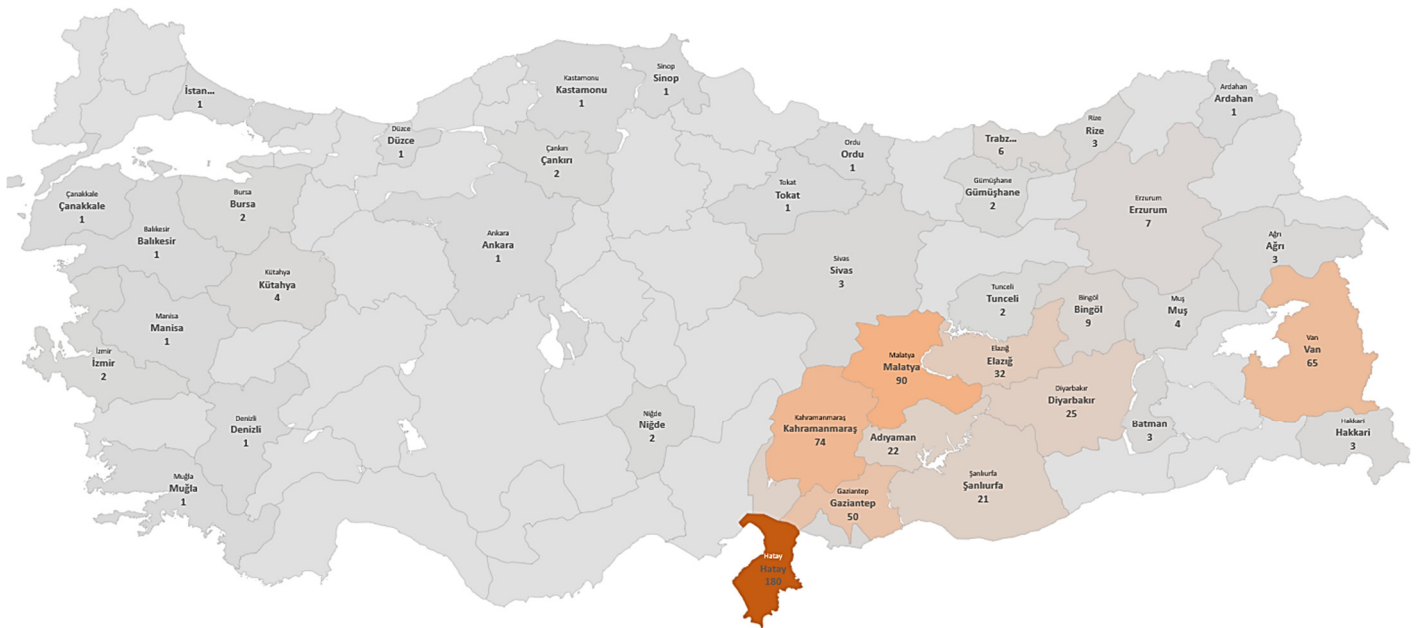 Sinop
Sinop
1
Kastamonu
Kastamonu
1
İstan...
1
Ardahan
Ardahan
1
Rize
Rize
3
Düzce
Düzce
1
Trabz...
6
Ordu
Ordu
1
Çankırı
Çankırı
2
Gümüşhane
Gümüşhane
2
Tokat
Tokat
1
Çanakkale
Çanakkale
1
Bursa
Bursa
2
Erzurum
Erzurum
7
Balıkesir
Balıkesir
1
Ankara
Ankara
1
Ağrı
Ağrı
3
Sivas
Sivas
3
Kütahya
Kütahya
4
Tunceli
Tunceli
2
Bingöl
Bingöl
9
Muş
Muş
4
Manisa
Manisa
1
Van
Van
65
İzmir
İzmir
2
Malatya
Malatya
90
Elazığ
Elazığ
32
Diyarbakır
Diyarbakır
25
Denizli
Denizli
1
Niğde
Niğde
2
Kahramanmaraş
Kahramanmaraş
74
Adıyaman
22
Batman
3
Hakkari
Hakkari
3
Muğla
Muğla
1
Şanlıurfa
Şanlıurfa
21
Gaziantep
Gaziantep
50
Hatay
Hatay
180